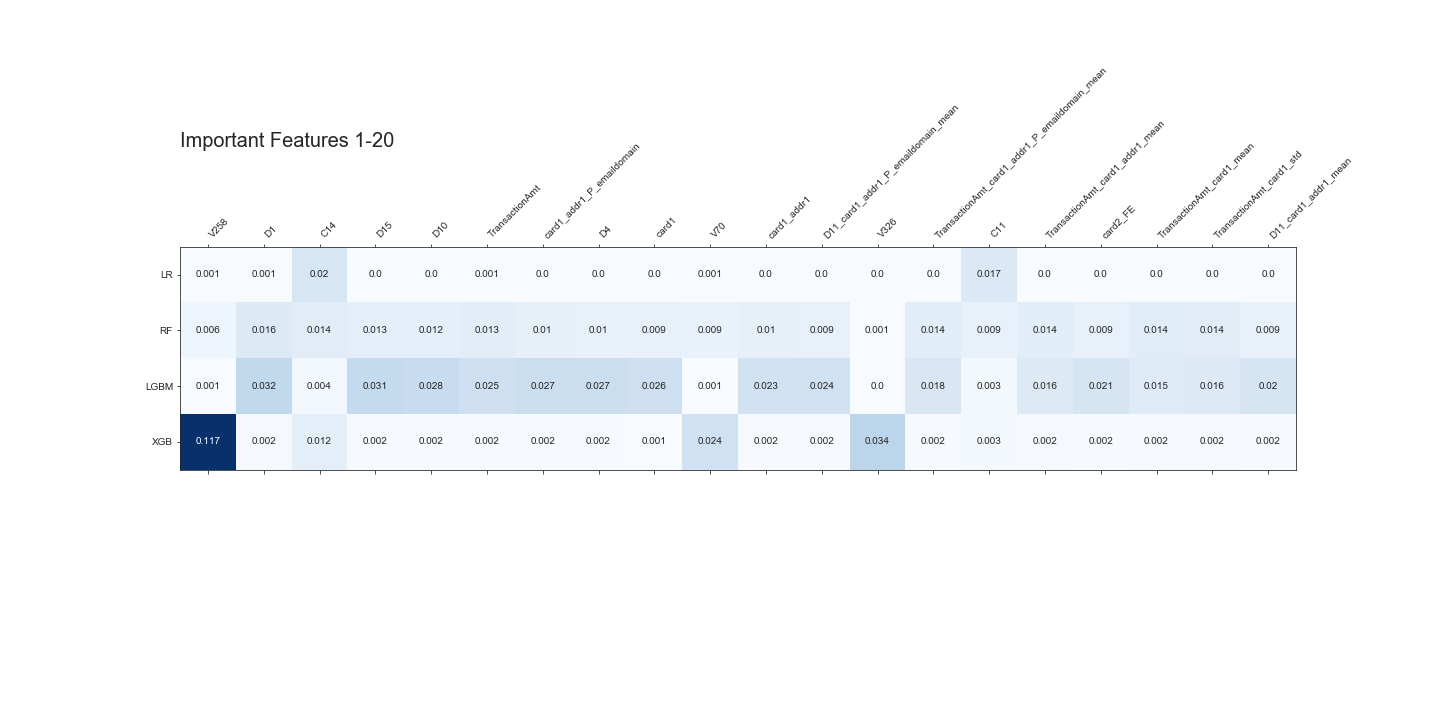 Important Features 1-20
V258 D1 C14 D15 D10 TransactionAmt card1_addr1_P_emaildomain D4 card1 V70 card1_addr1 D11_card1_addr1_P_emaildomain_mean V326 TransactionAmt_card1_addr1_P_emaildomain_mean C11 TransactionAmt_card1_addr1_mean card2_FE TransactionAmt_card1_mean TransactionAmt_card1_std D11_card1_addr1_mean
LR 0.001 0.001 0.02 0.0 0.0 0.001 0.0 0.0 0.0 0.001 0.0 0.0 0.0 0.0 0.017 0.0 0.0 0.0 0.0 0.0
RF 0.006 0.016 0.014 0.013 0.012 0.013 0.01 0.01 0.009 0.009 0.01 0.009 0.001 0.014 0.009 0.014 0.009 0.014 0.014 0.009
LGBM 0.001 0.032 0.004 0.031 0.028 0.025 0.027 0.027 0.026 0.001 0.023 0.024 0.0 0.018 0.003 0.016 0.021 0.015 0.016 0.02
XGB 0.117 0.002 0.012 0.002 0.002 0.002 0.002 0.002 0.001 0.024 0.002 0.002 0.034 0.002 0.003 0.002 0.002 0.002 0.002 0.002